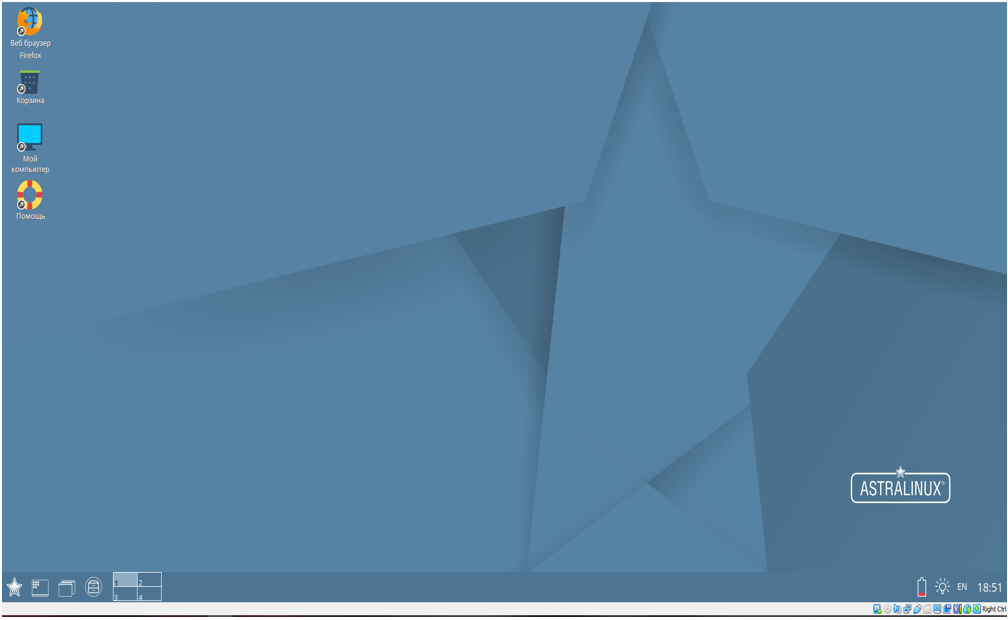 Веб браузер
Firefox
Корзина
Мой
компьютер
Помощь
ASTRALINUX®
1 2
3 4
EN 18:51
Right Ctrl